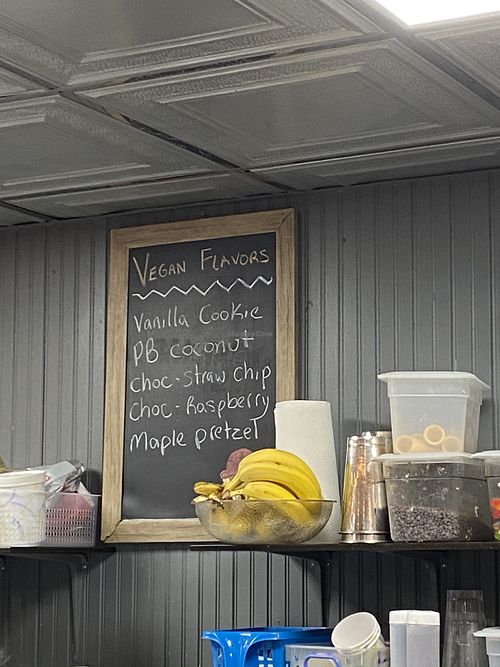 Vegan Flavors
Vanilla Cookie
PB coconut
choc-straw chip
Choc-Raspberry
Maple pretzel